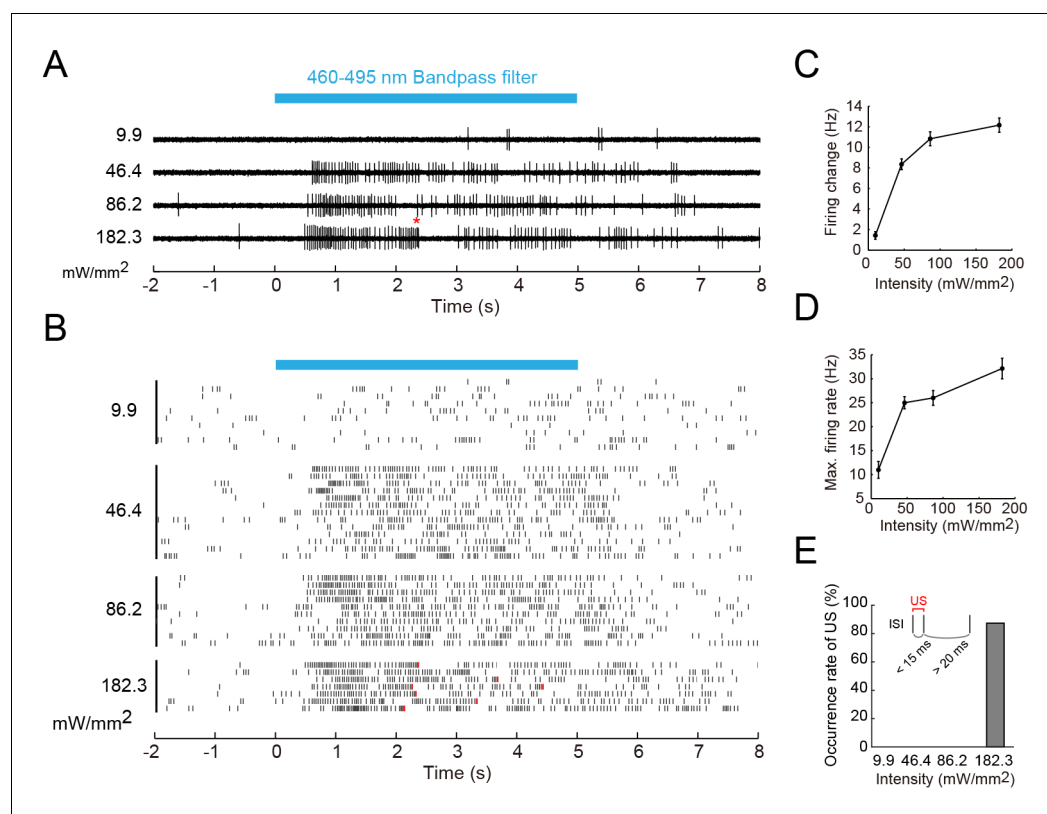 A
460-495 nm Bandpass filter
9.9
46.4
86.2
*
182.3
mW/mm2
-2 -1 0 1 2 3 4 5 6 7 8
Time (s)
B
9.9
46.4
86.2
182.3
mW/mm2
-2 -1 0 1 2 3 4 5 6 7 8
Time (s)
C
Firing change (Hz)
14
12
10
8
6
4
2
0
0 50 100 150 200
Intensity (mW/mm2)
D
Max. firing rate (Hz)
35
30
25
20
15
10
5
0 50 100 150 200
Intensity (mW/mm2)
E
Occurrence rate of US (%)
100
80
60
40
20
0
US
ISI
< 15 ms
> 20 ms
9.9 46.4 86.2 182.3
Intensity (mW/mm2)